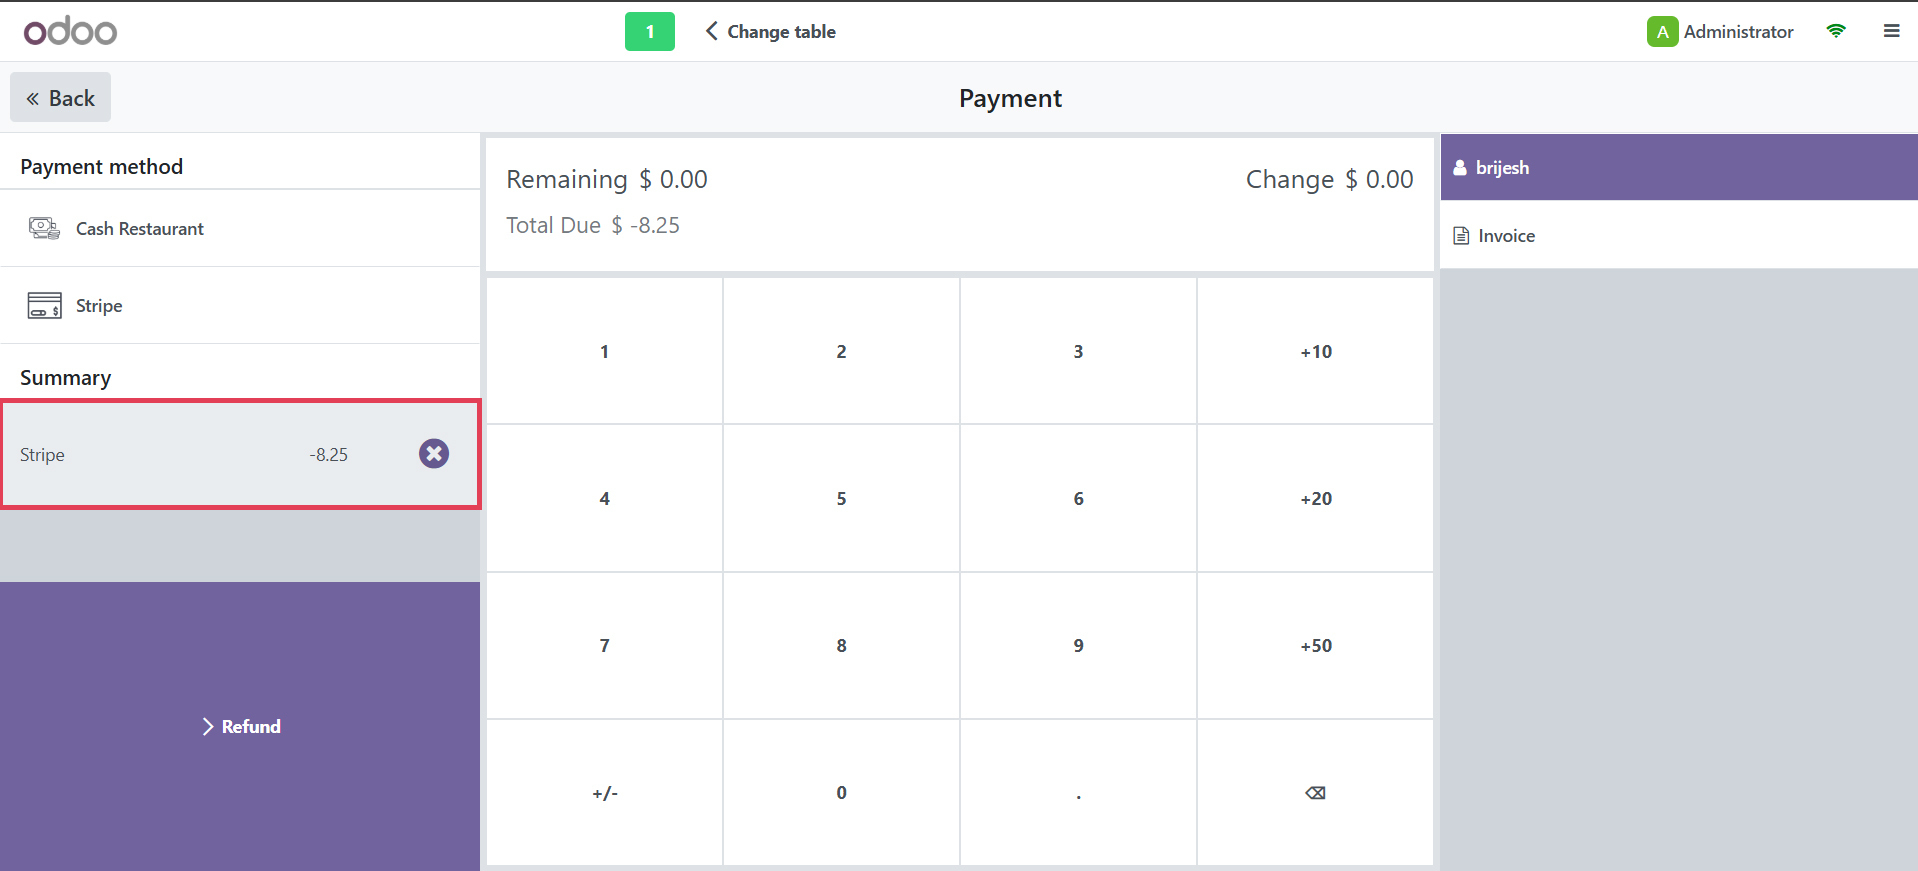 odoo
1
Change table
A Administrator
Back
Payment
Payment method
Cash Restaurant
Stripe
Summary
Stripe -8.25
Refund
Remaining $ 0.00
Change $ 0.00
Total Due $ -8.25
1 2 3 +10
4 5 6 +20
7 8 9 +50
+/- 0 . ⌫
brijesh
Invoice